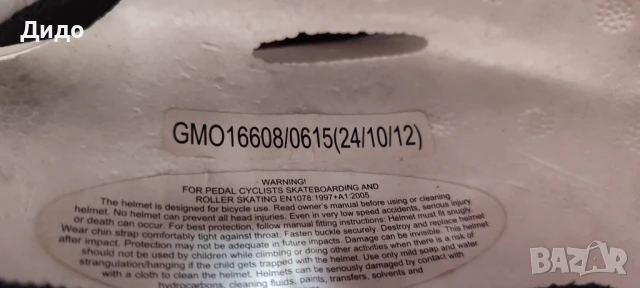 Дидо
GMO16608/0615(24/10/12)
WARNING!
FOR PEDAL CYCLISTS SKATEBOARDING AND
ROLLER SKATING EN1078:1997+A1:2005
The helmet is designed for bicycle use. Read owner's manual before using or cleaning
helmet. No helmet can prevent all head injuries. Even in very low speed accidents, serious injury
or death can occur. For best protection, follow manual fitting instructions: Helmet must fit snugly.
Wear chin strap comfortably tight against throat. Fasten buckle securely. Destroy and replace helmet
after impact. Protection may not be adequate in future impacts. Damage can be invisible. This helmet
should not be used by children while climbing or doing other activities when there is a risk of
strangulation/hanging if the child gets trapped with the helmet. Use only mild soap and water
with a cloth to clean the helmet. Helmets can be seriously damaged by contact with
hydrocarbons, cleaning fluids, paints, transfers, solvents and
BAZAR